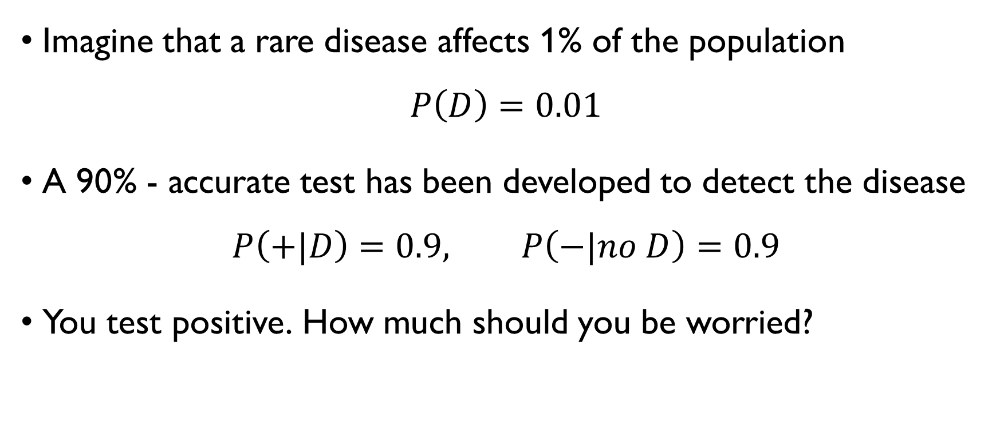 • Imagine that a rare disease affects 1% of the population
P(D) = 0.01
• A 90% - accurate test has been developed to detect the disease
P(+|D) = 0.9, P(−|no D) = 0.9
• You test positive. How much should you be worried?